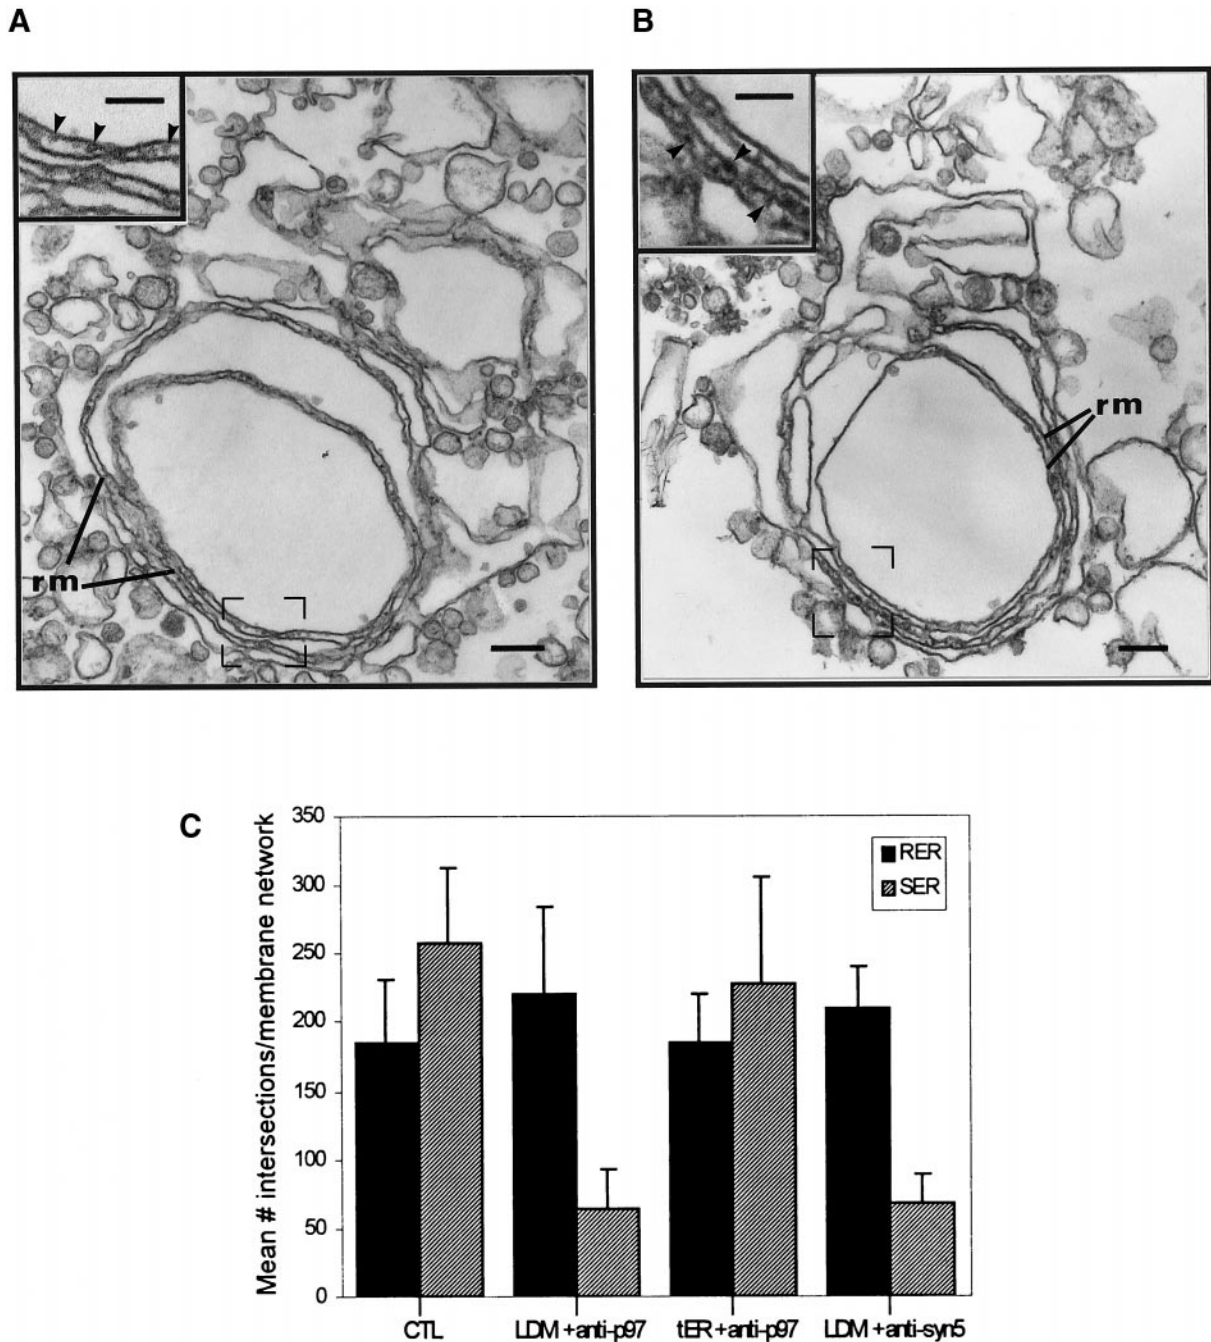 A
B
rm
rm
C
Mean # intersections/membrane network
350
300
250
200
150
100
50
0
RER
SER
CTL
LDM +anti-p97
tER +anti-p97
LDM +anti-syn5